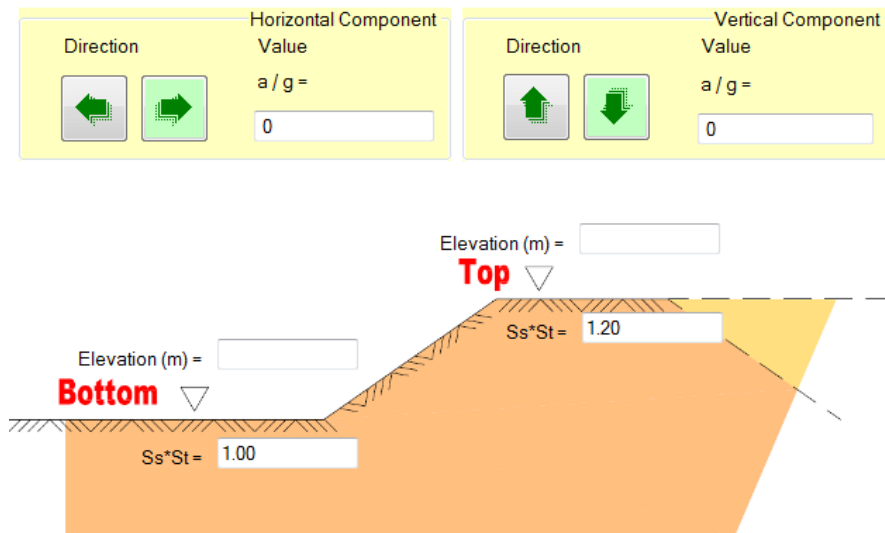 Horizontal Component
Direction
Value
a / g =
0
Vertical Component
Direction
Value
a / g =
0
Elevation (m) =
Top
Ss*St = 1.20
Elevation (m) =
Bottom
Ss*St = 1.00